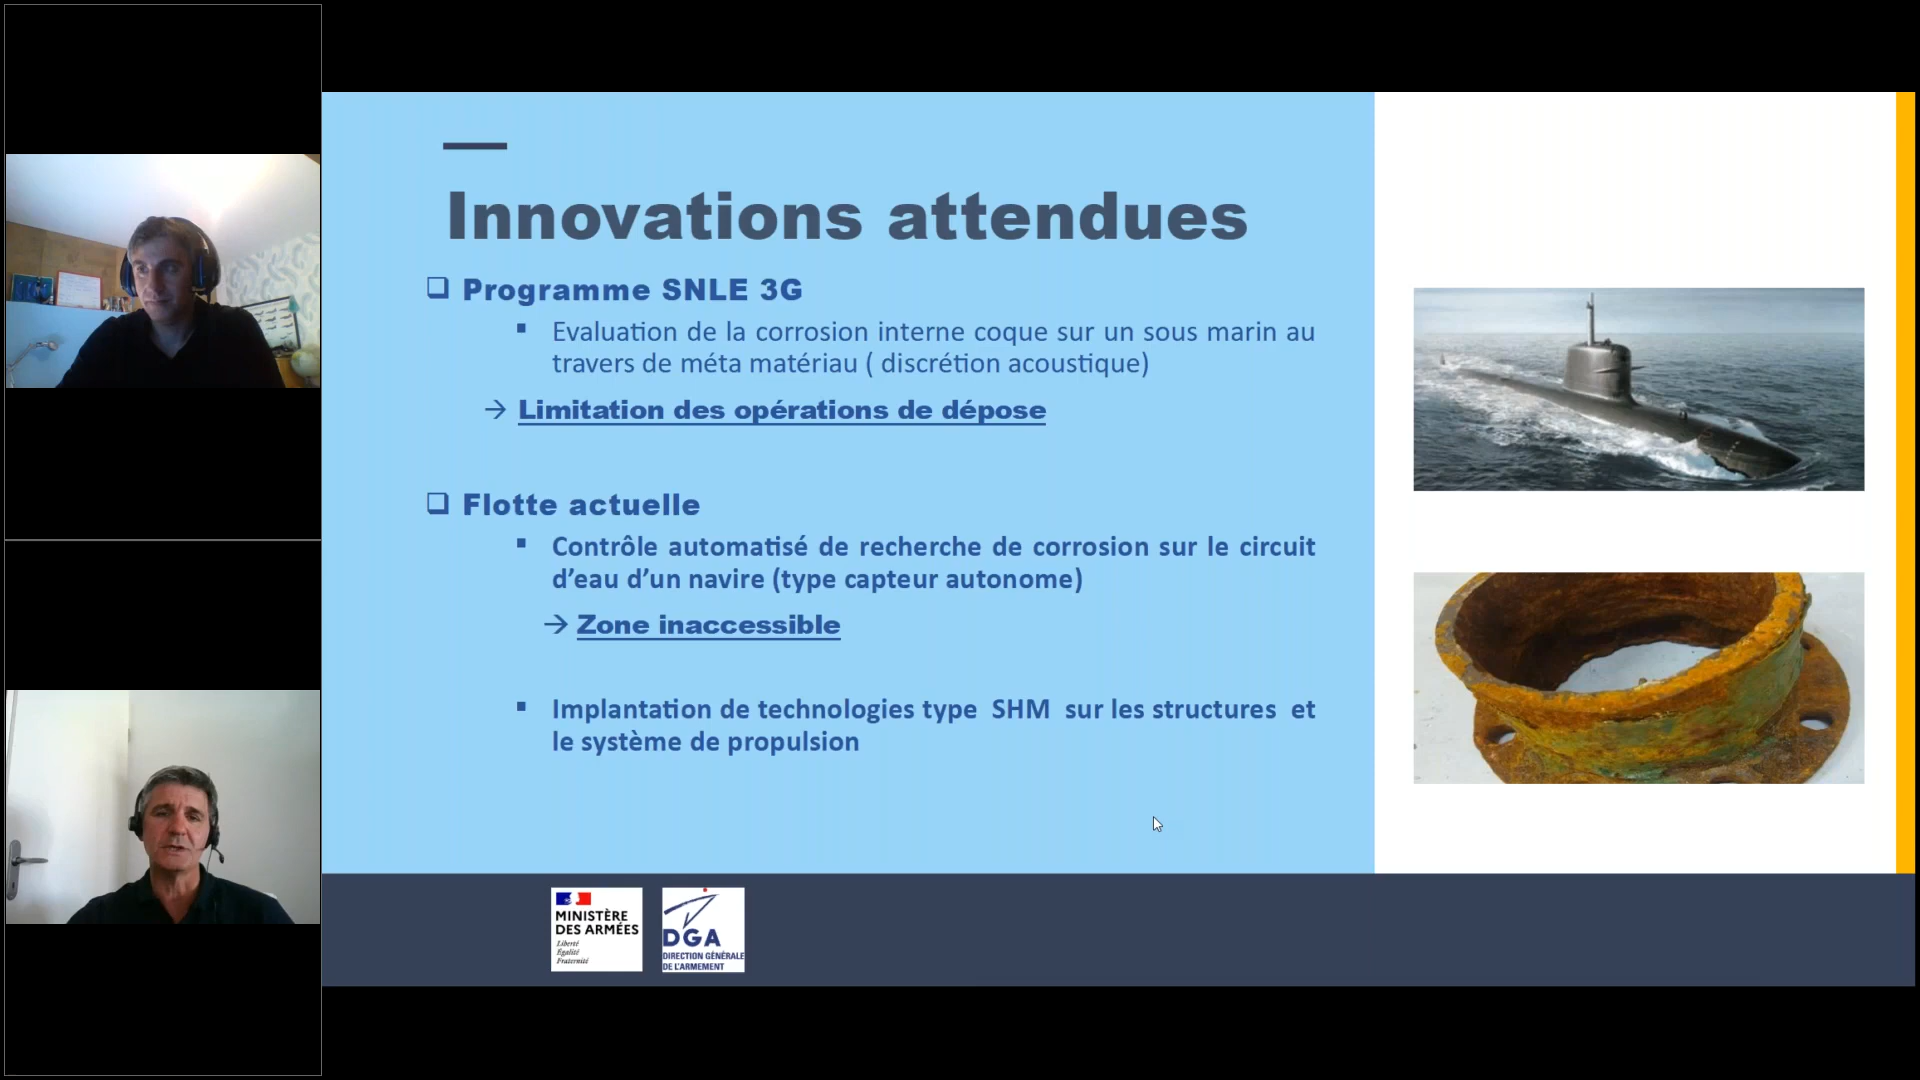 Innovations attendues
❑ Programme SNLE 3G
▪ Evaluation de la corrosion interne coque sur un sous marin au
travers de méta matériau ( discrétion acoustique)
→ Limitation des opérations de dépose
❑ Flotte actuelle
▪ Contrôle automatisé de recherche de corrosion sur le circuit
d’eau d’un navire (type capteur autonome)
→ Zone inaccessible
▪ Implantation de technologies type SHM sur les structures et
le système de propulsion
MINISTÈRE
DES ARMÉES
Liberté
Égalité
Fraternité
DGA
DIRECTION GÉNÉRALE
DE L'ARMEMENT